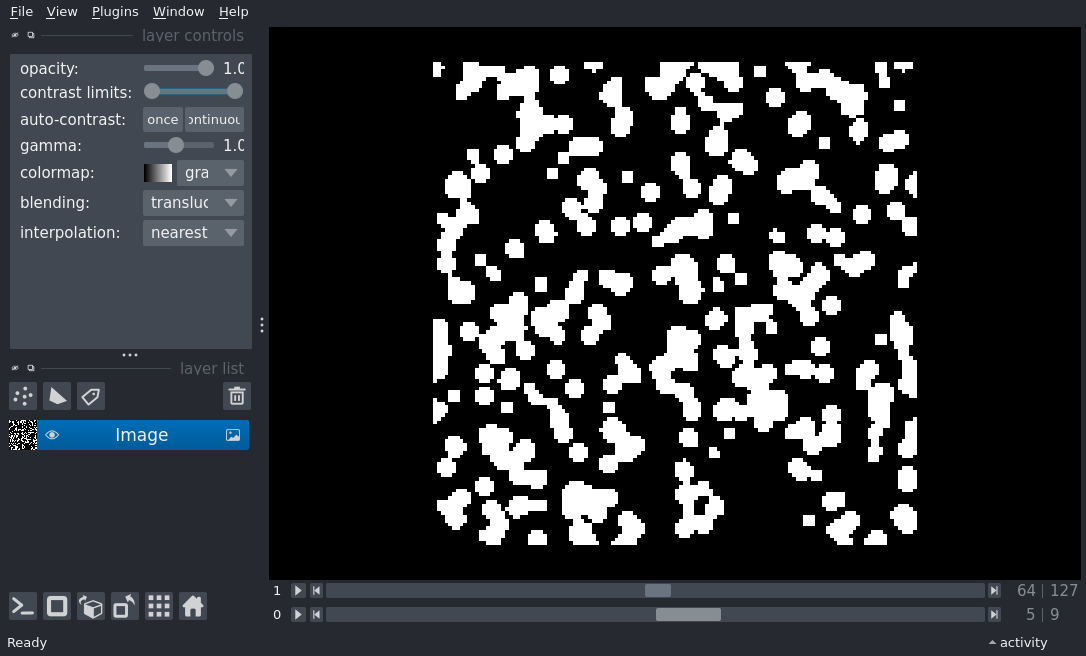 File View Plugins Window Help
layer controls
opacity: 1.0
contrast limits:
auto-contrast: once ontinuou
gamma: 1.0
colormap: gra
blending: transluc
interpolation: nearest
layer list
Image
1 64 | 127
0 5 | 9
Ready activity